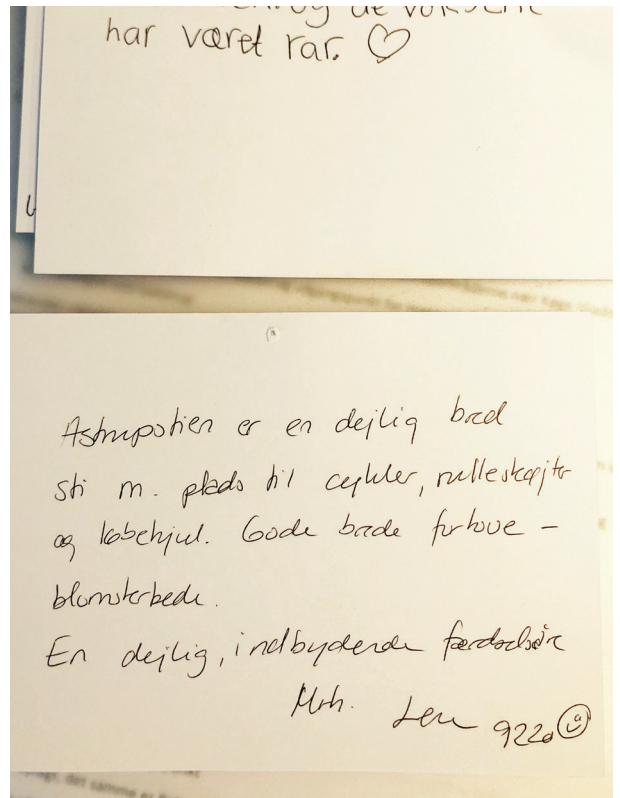 har været rar. ♡
Astrupstien er en dejlig bred
sti m. plads til cykler, rulleskøjter
og løbehjul. Gode brede fortove -
blomsterbede.
En dejlig, indbydende færdselsåre
Mvh. Lene 9220 ☺